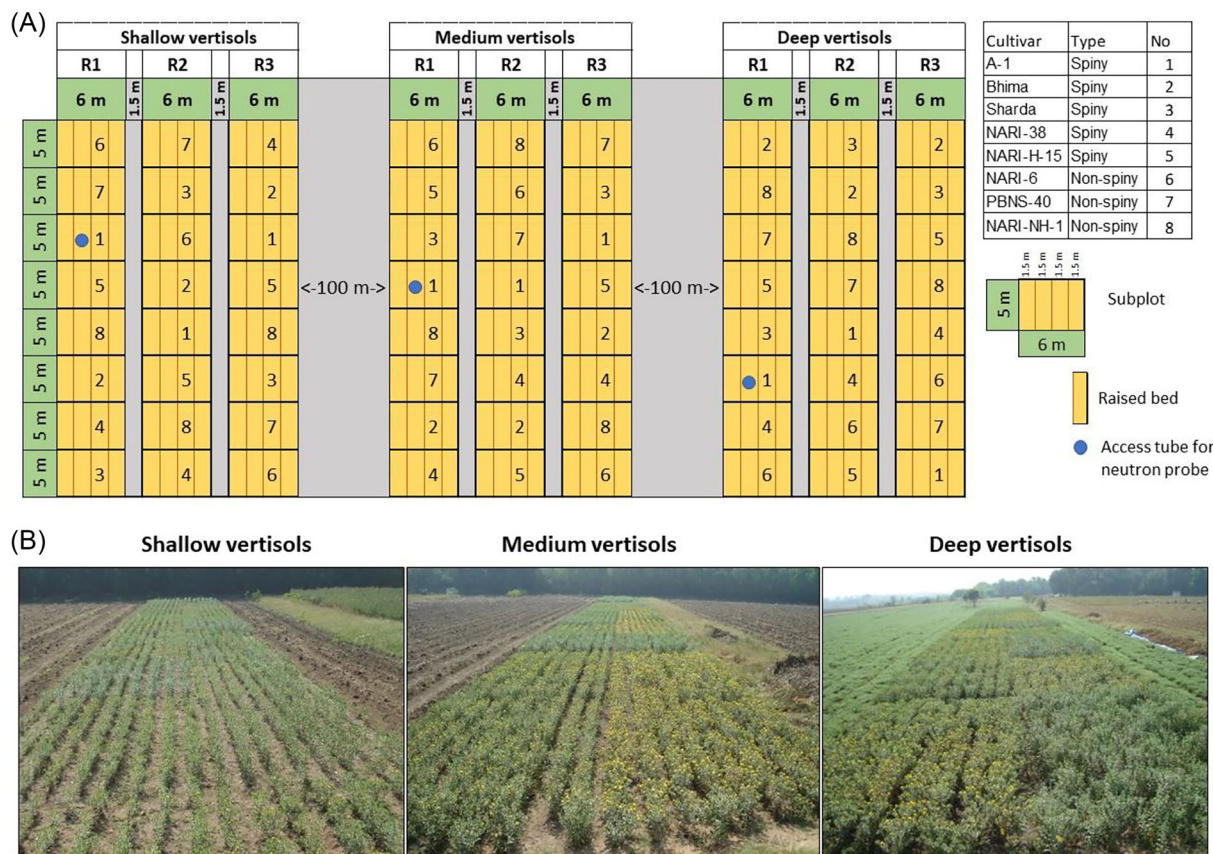 (A)
Shallow vertisols Medium vertisols Deep vertisols
R1 R2 R3 R1 R2 R3 R1 R2 R3
6 m 1.5 m 6 m 1.5 m 6 m 6 m 1.5 m 6 m 1.5 m 6 m 6 m 1.5 m 6 m 1.5 m 6 m
5 m 6 7 4 6 8 7 2 3 2
5 m 7 3 2 5 6 3 8 2 3
5 m 1 6 1 3 7 1 7 8 5
5 m 5 2 5 <-100 m-> 1 1 5 <-100 m-> 5 7 8
5 m 8 1 8 8 3 2 3 1 4
5 m 2 5 3 7 4 4 1 4 6
5 m 4 8 7 2 2 8 4 6 7
5 m 3 4 6 4 5 6 6 5 1
Cultivar Type No
A-1 Spiny 1
Bhima Spiny 2
Sharda Spiny 3
NARI-38 Spiny 4
NARI-H-15 Spiny 5
NARI-6 Non-spiny 6
PBNS-40 Non-spiny 7
NARI-NH-1 Non-spiny 8
1.5 m 1.5 m 1.5 m 1.5 m
5 m Subplot
6 m
Raised bed
Access tube for
neutron probe
(B)
Shallow vertisols Medium vertisols Deep vertisols